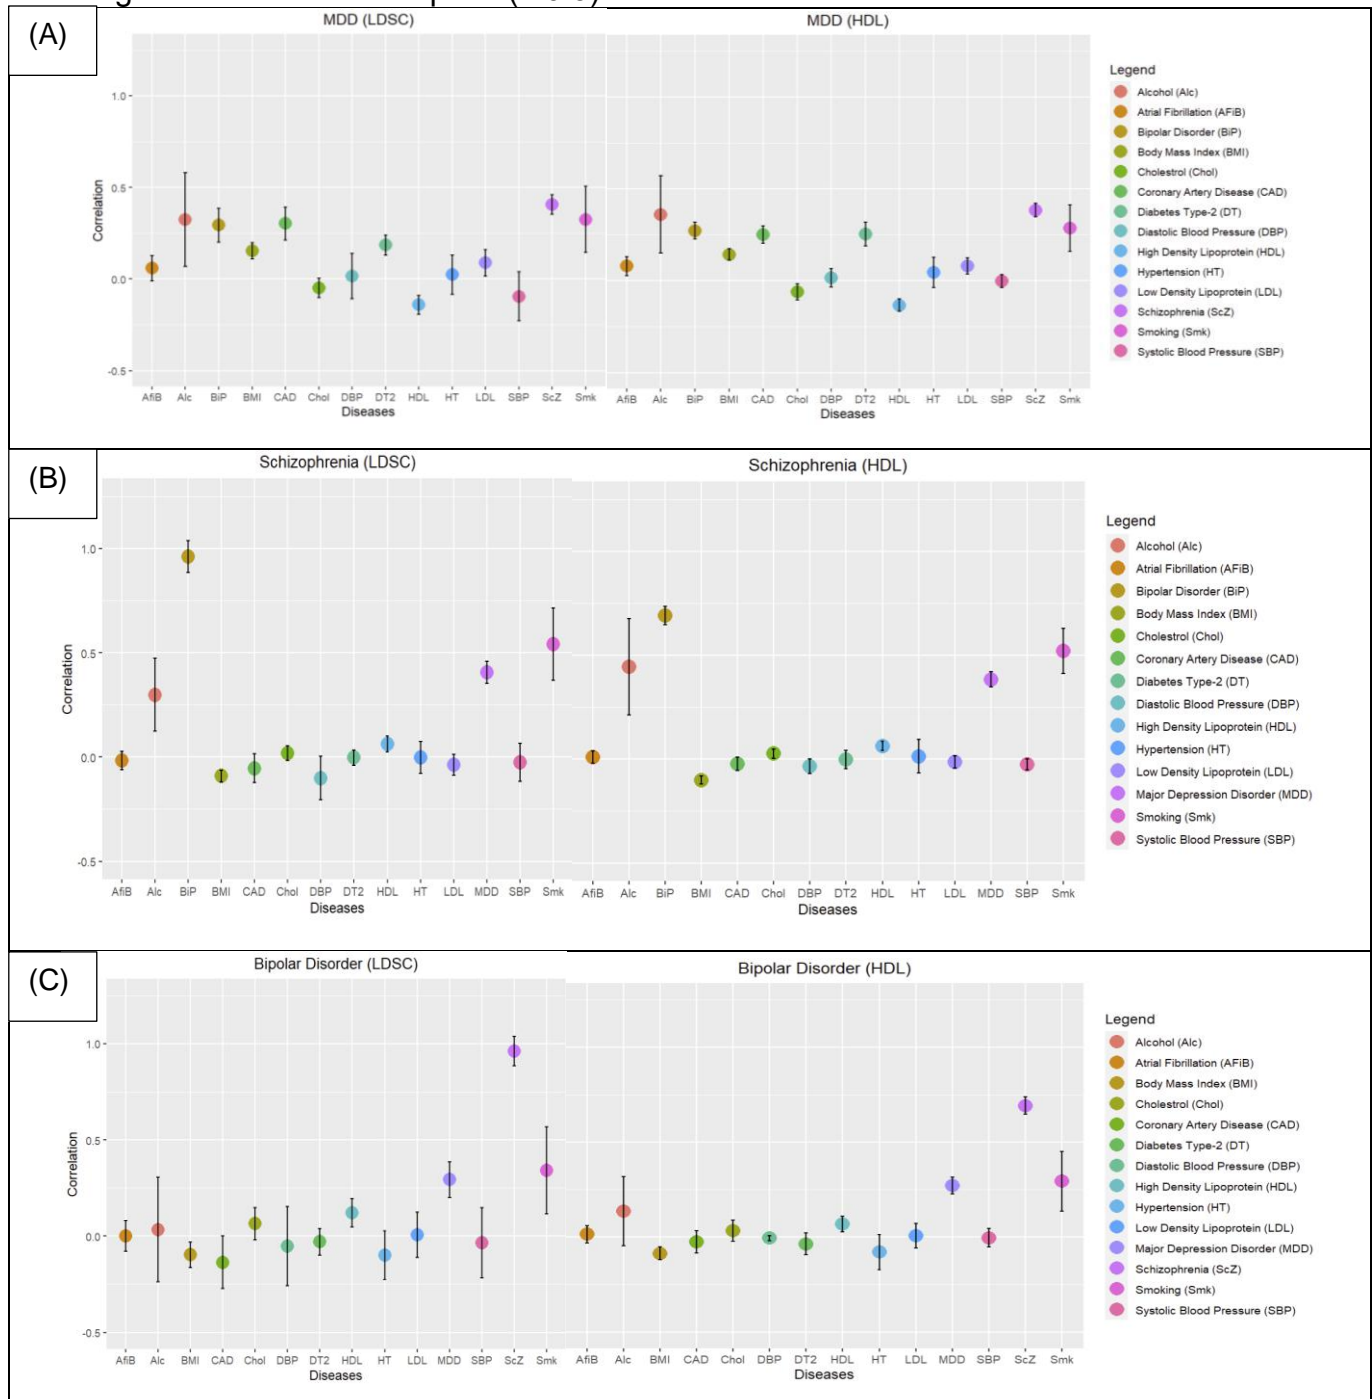 (A)
MDD (LDSC)
MDD (HDL)
Correlation
1.0
0.5
0.0
-0.5
AfiB Alc BiP BMI CAD Chol DBP DT2 HDL HT LDL SBP ScZ Smk
Diseases
AfiB Alc BiP BMI CAD Chol DBP DT2 HDL HT LDL SBP ScZ Smk
Diseases
Legend
Alcohol (Alc)
Atrial Fibrillation (AFiB)
Bipolar Disorder (BiP)
Body Mass Index (BMI)
Cholestrol (Chol)
Coronary Artery Disease (CAD)
Diabetes Type-2 (DT)
Diastolic Blood Pressure (DBP)
High Density Lipoprotein (HDL)
Hypertension (HT)
Low Density Lipoprotein (LDL)
Schizophrenia (ScZ)
Smoking (Smk)
Systolic Blood Pressure (SBP)
(B)
Schizophrenia (LDSC)
Schizophrenia (HDL)
Correlation
1.0
0.5
0.0
-0.5
AfiB Alc BiP BMI CAD Chol DBP DT2 HDL HT LDL MDD SBP Smk
Diseases
AfiB Alc BiP BMI CAD Chol DBP DT2 HDL HT LDL MDD SBP Smk
Diseases
Legend
Alcohol (Alc)
Atrial Fibrillation (AFiB)
Bipolar Disorder (BiP)
Body Mass Index (BMI)
Cholestrol (Chol)
Coronary Artery Disease (CAD)
Diabetes Type-2 (DT)
Diastolic Blood Pressure (DBP)
High Density Lipoprotein (HDL)
Hypertension (HT)
Low Density Lipoprotein (LDL)
Major Depression Disorder (MDD)
Smoking (Smk)
Systolic Blood Pressure (SBP)
(C)
Bipolar Disorder (LDSC)
Bipolar Disorder (HDL)
Correlation
1.0
0.5
0.0
-0.5
AfiB Alc BMI CAD Chol DBP DT2 HDL HT LDL MDD SBP ScZ Smk
Diseases
AfiB Alc BMI CAD Chol DBP DT2 HDL HT LDL MDD SBP ScZ Smk
Diseases
Legend
Alcohol (Alc)
Atrial Fibrillation (AFiB)
Body Mass Index (BMI)
Cholestrol (Chol)
Coronary Artery Disease (CAD)
Diabetes Type-2 (DT)
Diastolic Blood Pressure (DBP)
High Density Lipoprotein (HDL)
Hypertension (HT)
Low Density Lipoprotein (LDL)
Major Depression Disorder (MDD)
Schizophrenia (ScZ)
Smoking (Smk)
Systolic Blood Pressure (SBP)